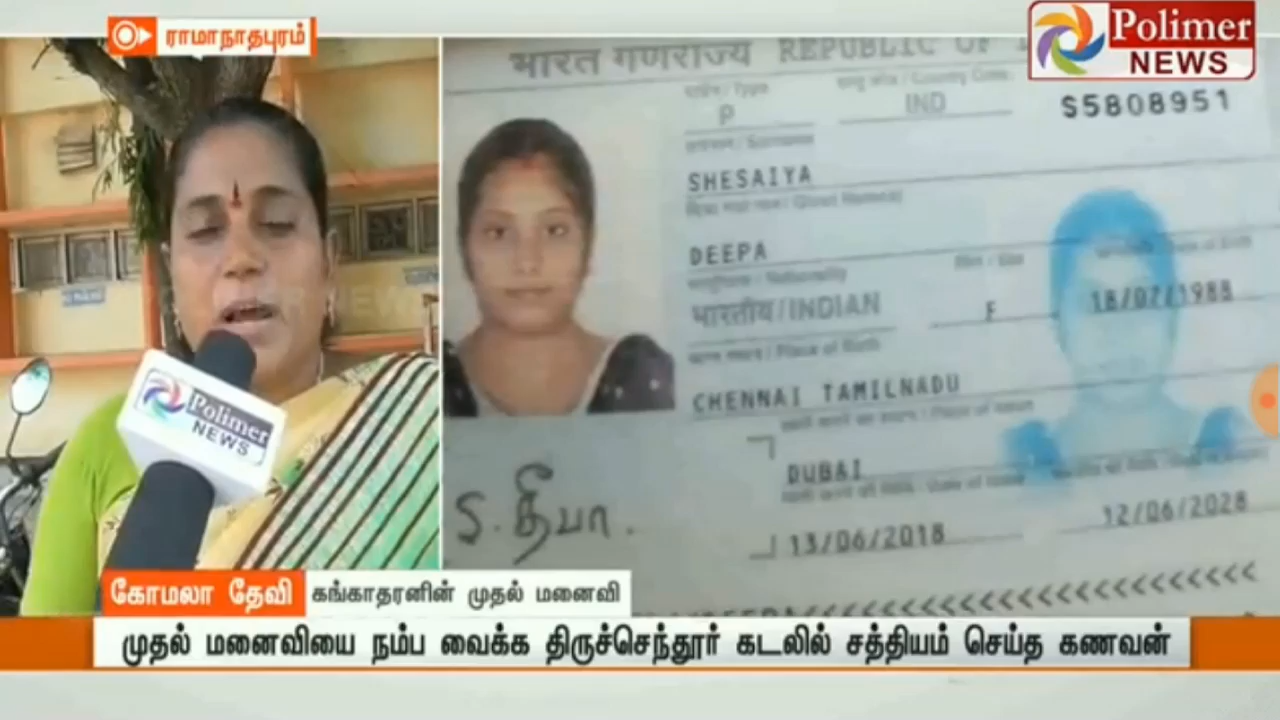 ராமாநாதபுரம்
Polimer
NEWS
भारत गणराज्य REPUBLIC OF
P
IND
S5808951
SHESAIYA
DEEPA
भारतीय/INDIAN
F
18/07/1988
CHENNAI TAMILNADU
DUBAI
13/06/2018
12/06/2028
S. தீபா.
Polimer
NEWS
கோமலா தேவி
கங்காதரனின் முதல் மனைவி
முதல் மனைவியை நம்ப வைக்க திருச்செந்தூர் கடலில் சத்தியம் செய்த கணவன்